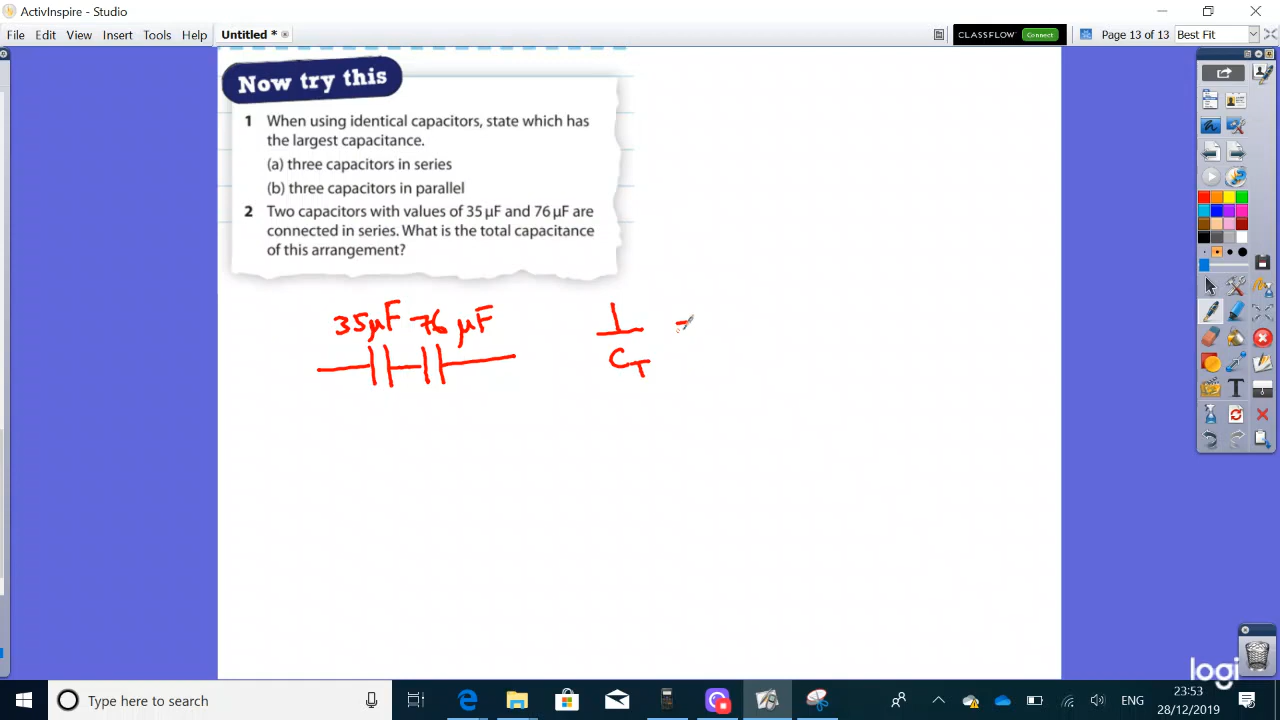 ActivInspire - Studio
File Edit View Insert Tools Help Untitled * CLASSFLOW Connect Page 13 of 13 Best Fit
Now try this
1 When using identical capacitors, state which has
the largest capacitance.
(a) three capacitors in series
(b) three capacitors in parallel
2 Two capacitors with values of 35 µF and 76 µF are
connected in series. What is the total capacitance
of this arrangement?
35µF 76 µF
1
C_T
logi
Type here to search
ENG
23:53
28/12/2019